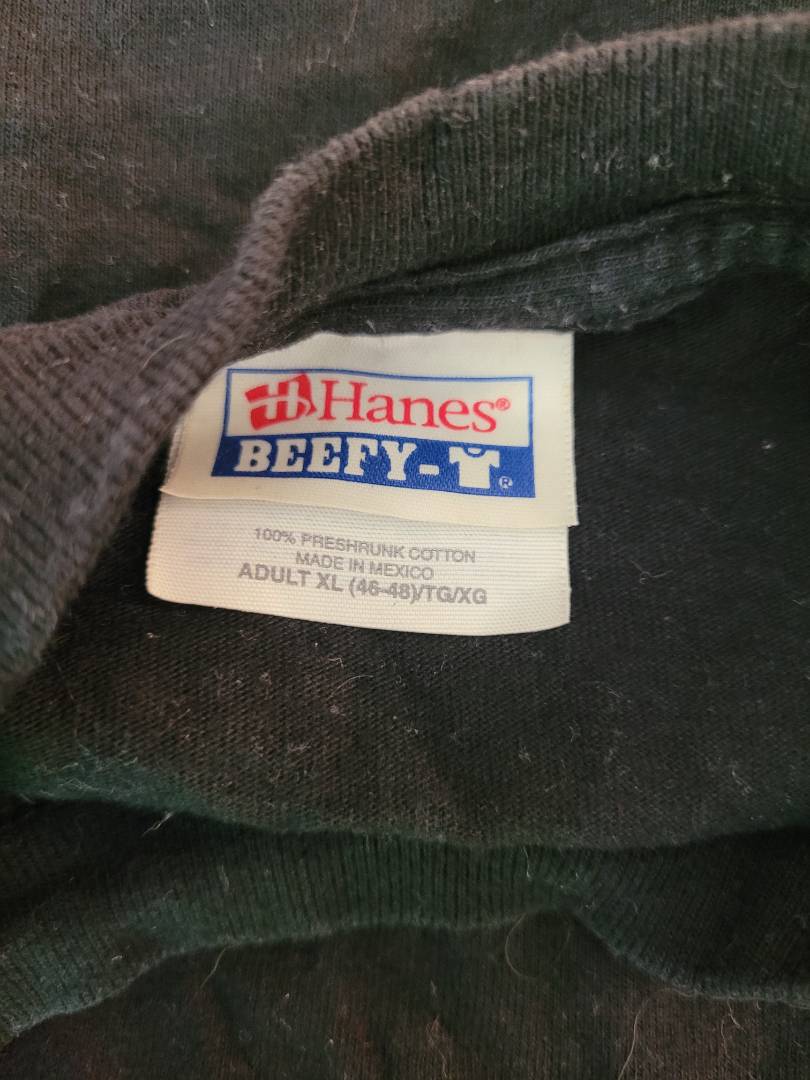 Hanes®
BEEFY-®
100% PRESHRUNK COTTON
MADE IN MEXICO
ADULT XL (46-48)/TG/XG